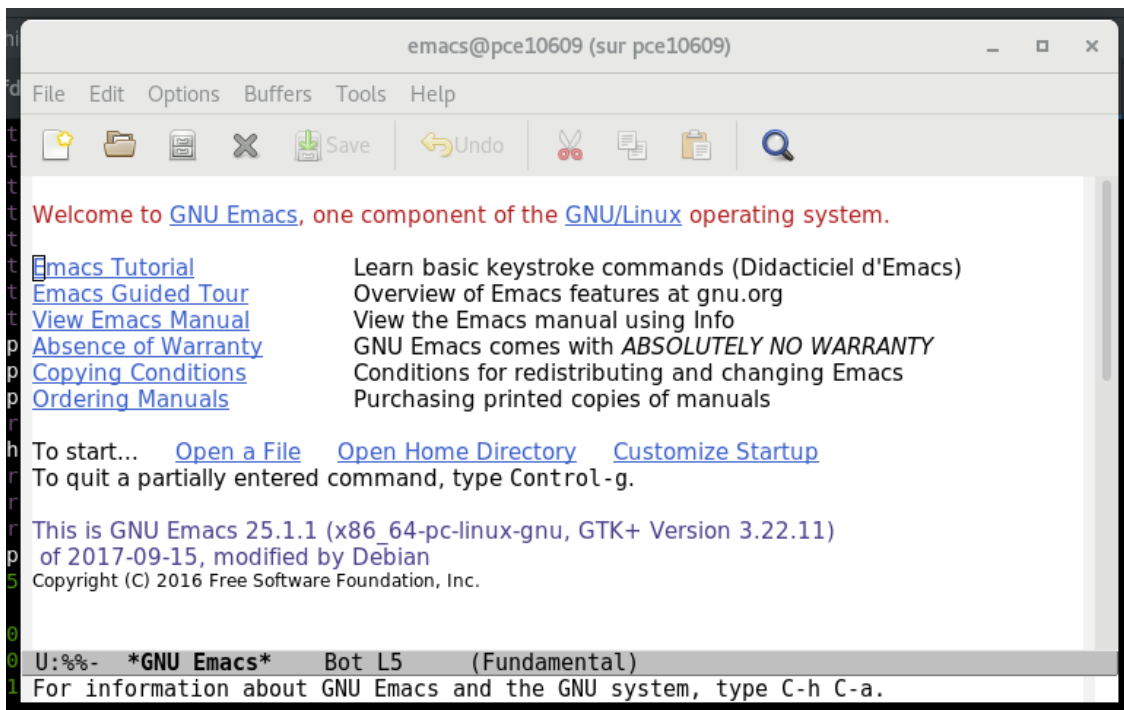 emacs@pce10609 (sur pce10609)
File Edit Options Buffers Tools Help
Save Undo
Welcome to GNU Emacs, one component of the GNU/Linux operating system.
Emacs Tutorial Learn basic keystroke commands (Didacticiel d'Emacs)
Emacs Guided Tour Overview of Emacs features at gnu.org
View Emacs Manual View the Emacs manual using Info
Absence of Warranty GNU Emacs comes with ABSOLUTELY NO WARRANTY
Copying Conditions Conditions for redistributing and changing Emacs
Ordering Manuals Purchasing printed copies of manuals
To start... Open a File Open Home Directory Customize Startup
To quit a partially entered command, type Control-g.
This is GNU Emacs 25.1.1 (x86_64-pc-linux-gnu, GTK+ Version 3.22.11)
of 2017-09-15, modified by Debian
Copyright (C) 2016 Free Software Foundation, Inc.
U:%%- *GNU Emacs* Bot L5 (Fundamental)
For information about GNU Emacs and the GNU system, type C-h C-a.